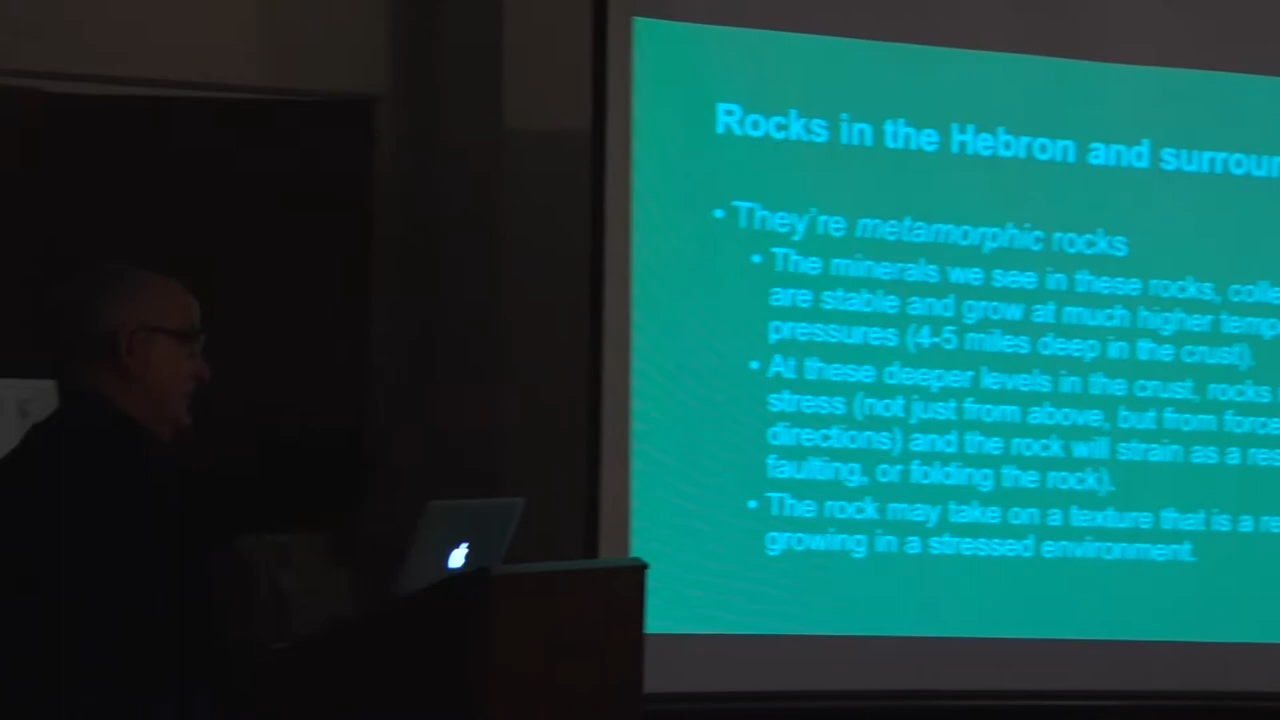 Rocks in the Hebron and surroun
• They're metamorphic rocks
• The minerals we see in these rocks, colle
are stable and grow at much higher temp
pressures (4-5 miles deep in the crust).
• At these deeper levels in the crust, rocks
stress (not just from above, but from force
directions) and the rock will strain as a res
faulting, or folding the rock).
• The rock may take on a texture that is a re
growing in a stressed environment.